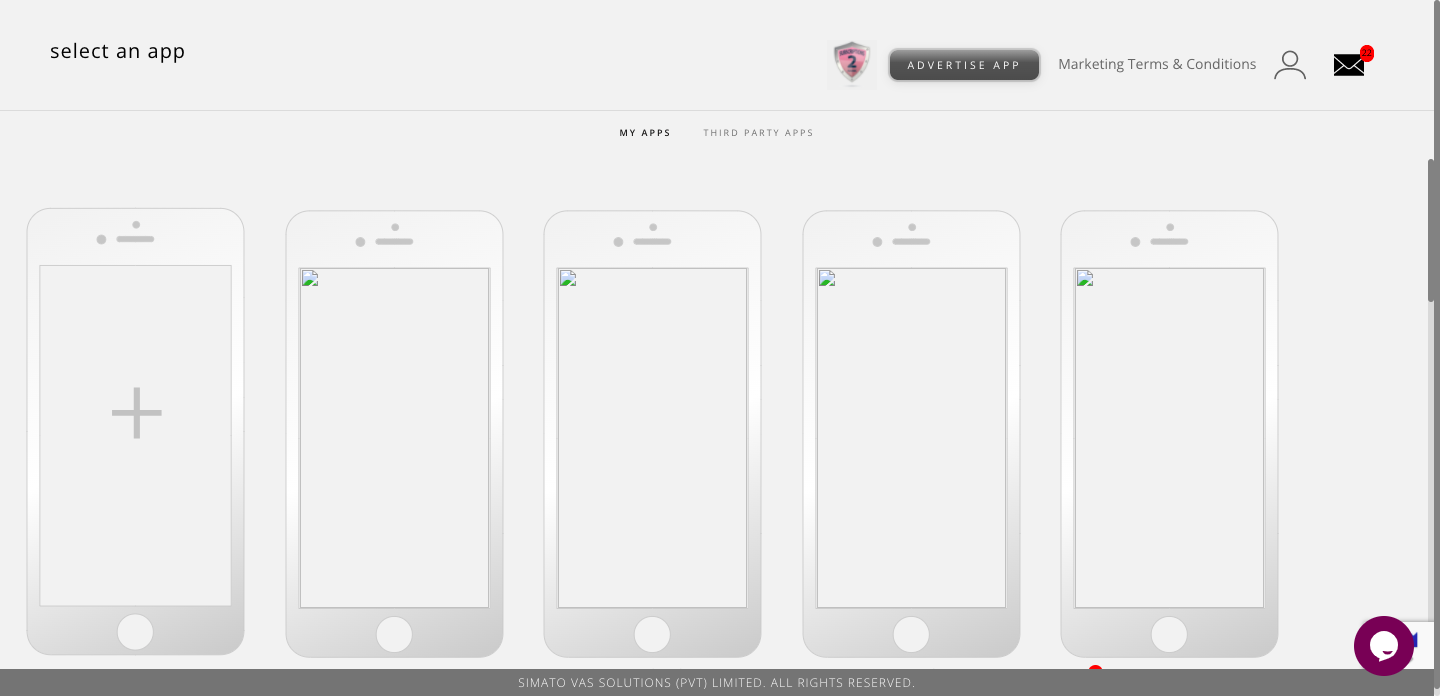 select an app
2
ADVERTISE APP
Marketing Terms & Conditions
MY APPS
THIRD PARTY APPS
SIMATO VAS SOLUTIONS (PVT) LIMITED. ALL RIGHTS RESERVED.